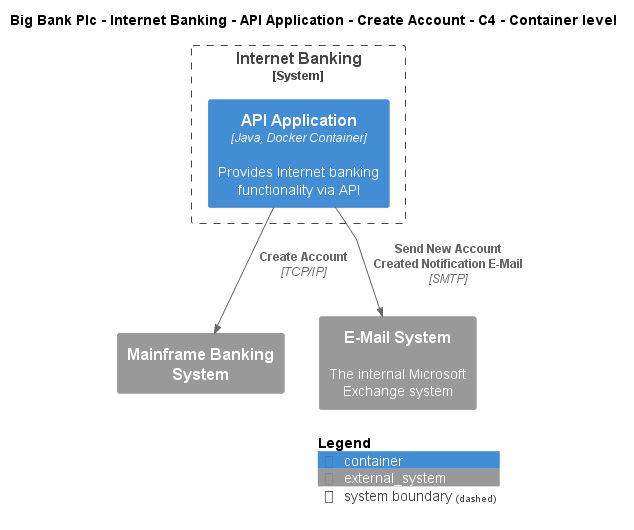 Big Bank Plc - Internet Banking - API Application - Create Account - C4 - Container level
Internet Banking
[System]
API Application
[Java, Docker Container]
Provides Internet banking
functionality via API
Create Account
[TCP/IP]
Send New Account
Created Notification E-Mail
[SMTP]
Mainframe Banking
System
E-Mail System
The internal Microsoft
Exchange system
Legend
container
external_system
system boundary (dashed)